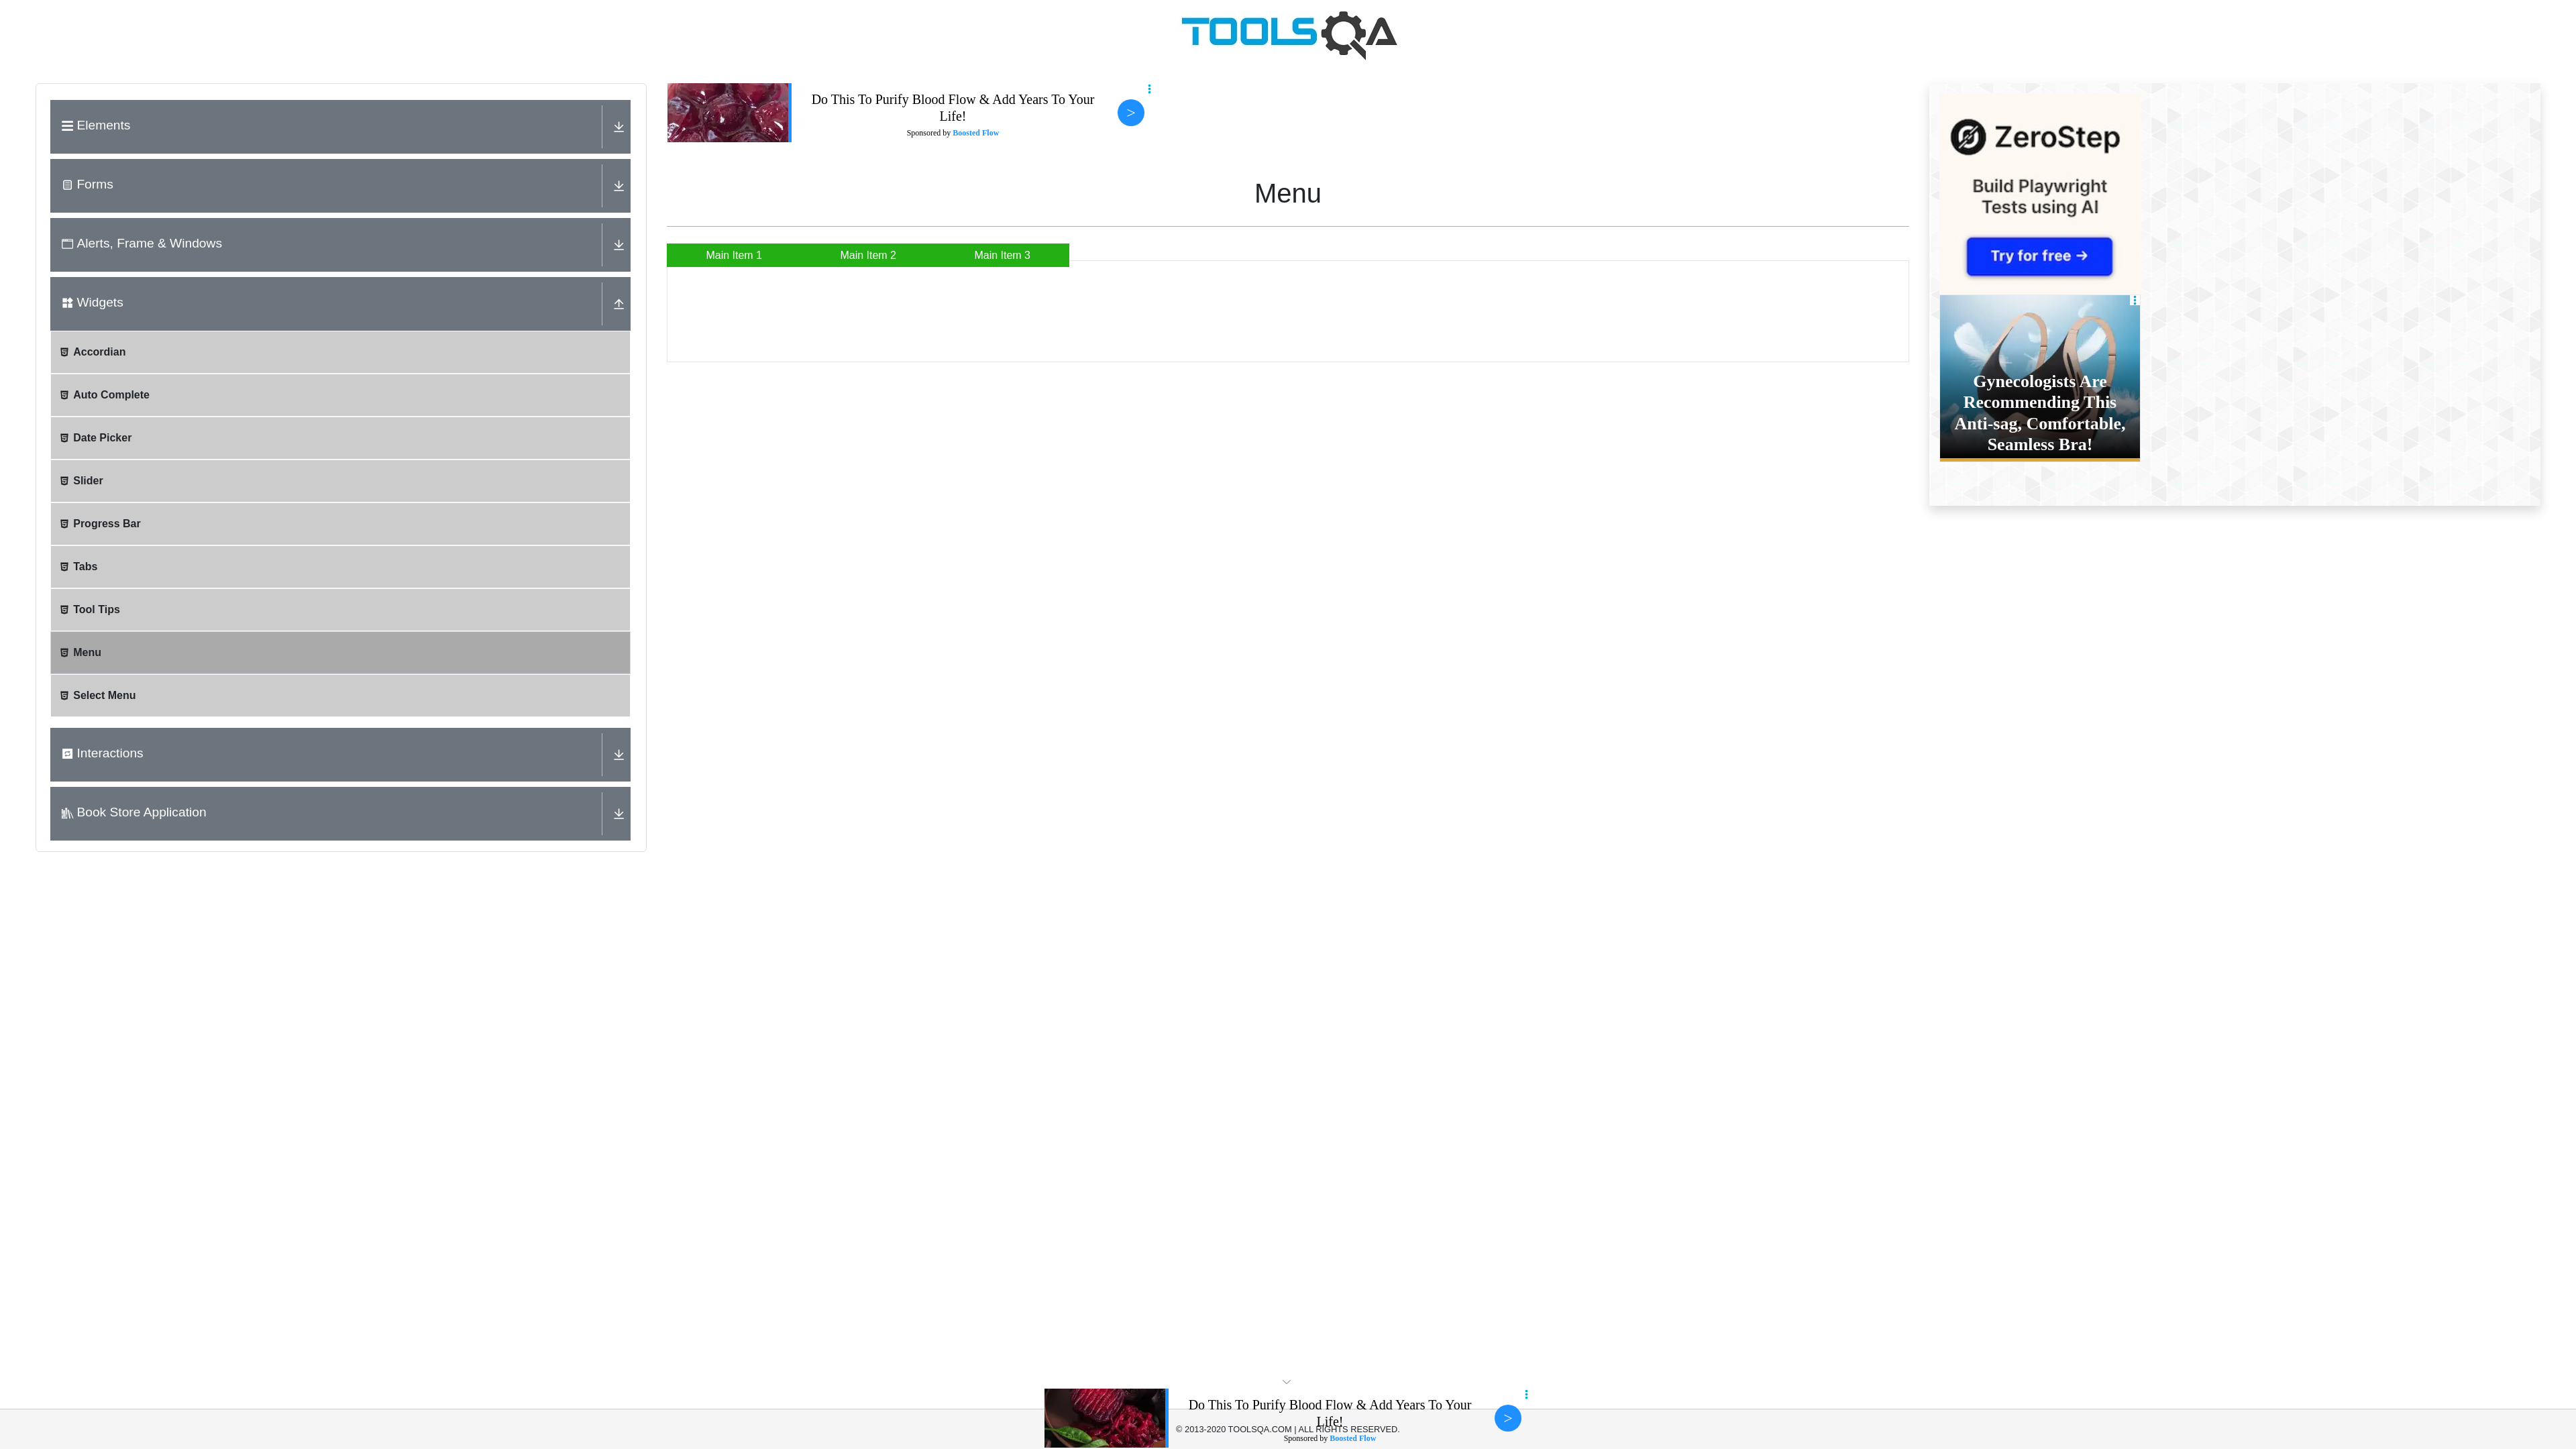 TOOLSQA
Elements
Forms
Alerts, Frame & Windows
Widgets
Accordian
Auto Complete
Date Picker
Slider
Progress Bar
Tabs
Tool Tips
Menu
Select Menu
Interactions
Book Store Application
Do This To Purify Blood Flow & Add Years To Your
Life!
Sponsored by Boosted Flow
>
Menu
Main Item 1
Main Item 2
Main Item 3
ZeroStep
Build Playwright
Tests using AI
Try for free →
Gynecologists Are
Recommending This
Anti-sag, Comfortable,
Seamless Bra!
Do This To Purify Blood Flow & Add Years To Your
Life!
© 2013-2020 TOOLSQA.COM | ALL RIGHTS RESERVED.
Sponsored by Boosted Flow
>